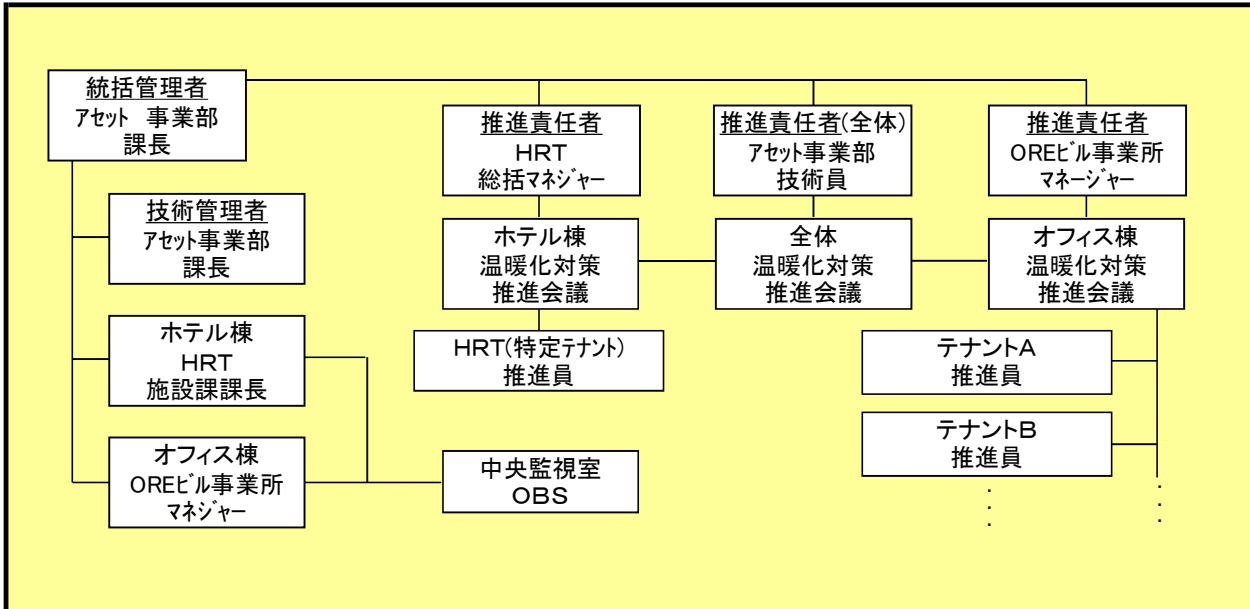 統括管理者
アセット 事業部
課長
推進責任者
HRT
総括マネジャー
推進責任者(全体)
アセット事業部
技術員
推進責任者
OREビル事業所
マネージャー
技術管理者
アセット事業部
課長
ホテル棟
温暖化対策
推進会議
全体
温暖化対策
推進会議
オフィス棟
温暖化対策
推進会議
ホテル棟
HRT
施設課課長
HRT(特定テナント)
推進員
テナントA
推進員
テナントB
推進員
オフィス棟
OREビル事業所
マネジャー
中央監視室
OBS